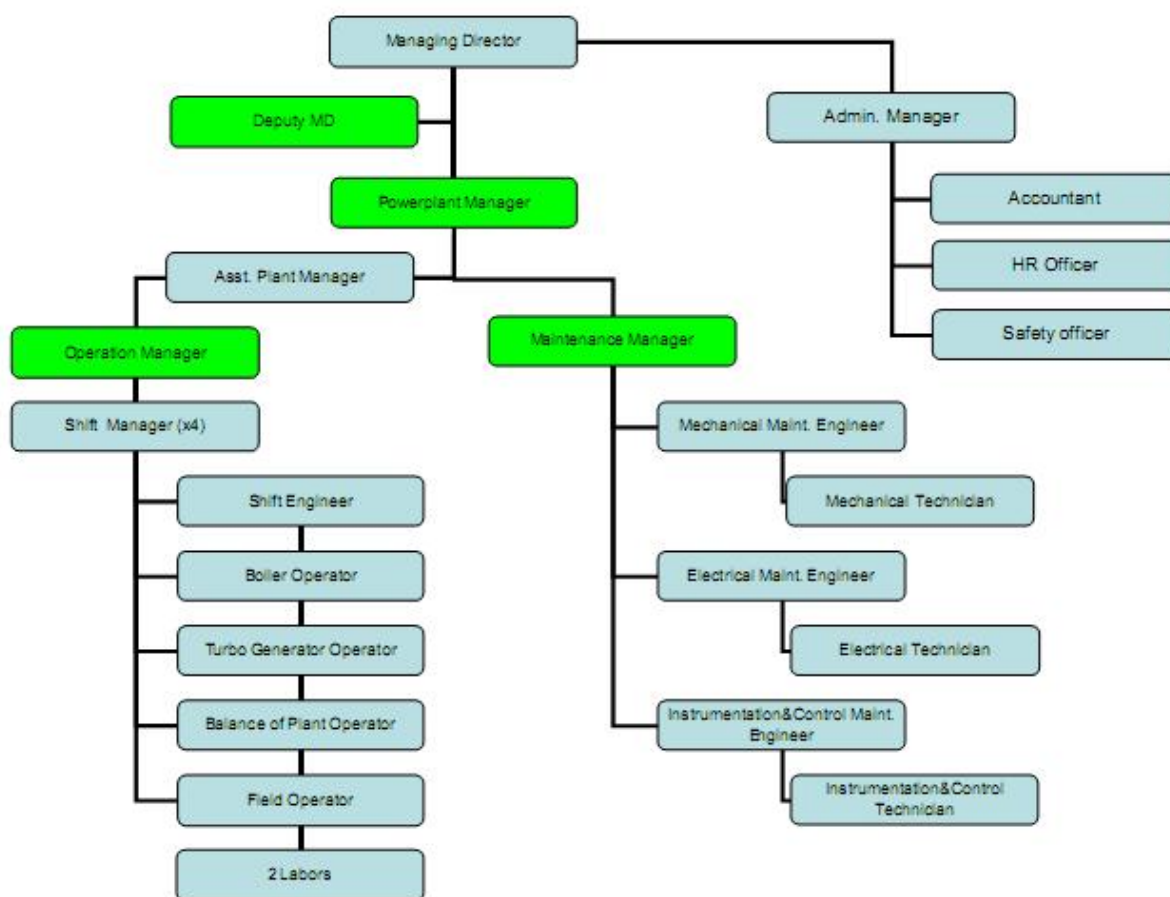 Managing Director
Deputy MD
Admin. Manager
Powerplant Manager
Accountant
HR Officer
Safety officer
Asst. Plant Manager
Operation Manager
Maintenance Manager
Shift Manager (x4)
Shift Engineer
Boiler Operator
Turbo Generator Operator
Balance of Plant Operator
Field Operator
2 Labors
Mechanical Maint. Engineer
Mechanical Technician
Electrical Maint. Engineer
Electrical Technician
Instrumentation&Control Maint.
Engineer
Instrumentation&Control
Technician